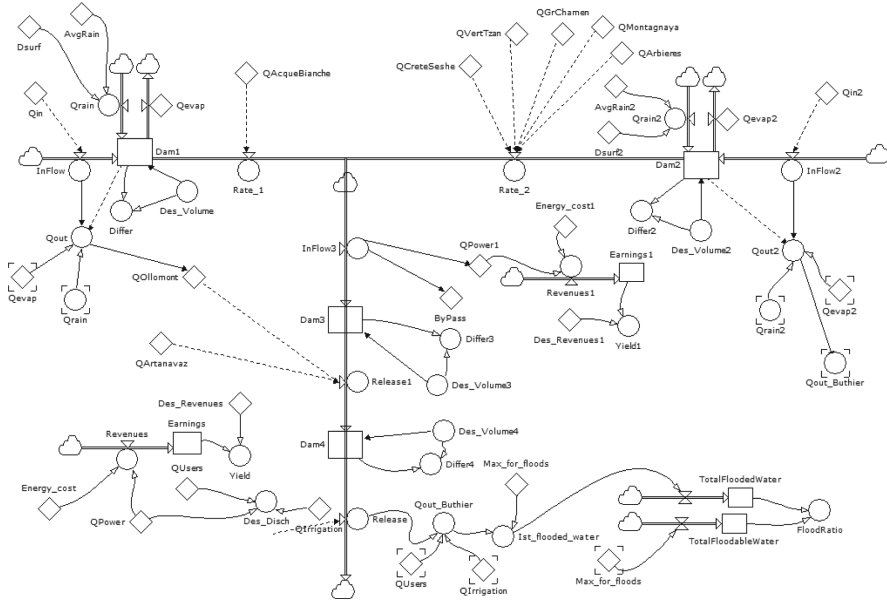 QGrChamen
AvgRain
QMontagnaya
Dsurf
QVertTzan
QArbieres
QCreteSeshe
QAcqueBianche
AvgRain2
Qin
Qrain
Qevap
Qrain2
Qevap2
Qin2
Dsurf2
Dam1
Dam2
InFlow
Rate_1
Rate_2
InFlow2
Des_Volume
Differ
Energy_cost1
Differ2
Des_Volume2
Qout
QPower1
Earnings1
Qout2
InFlow3
QOllomont
Qevap
Revenues1
Qevap2
Qrain
ByPass
Qrain2
Dam3
Differ3
Des_Revenues1
Yield1
QArtanavaz
Release1
Des_Volume3
Qout_Buthier
Des_Revenues
Earnings
Revenues
Des_Volume4
Dam4
QUsers
Yield
Differ4
Max_for_floods
Energy_cost
TotalFloodedWater
Qout_Buthier
QPower
Des_Disch
QIrrigation
Release
Ist_flooded_water
FloodRatio
TotalFloodableWater
QUsers
QIrrigation
Max_for_floods